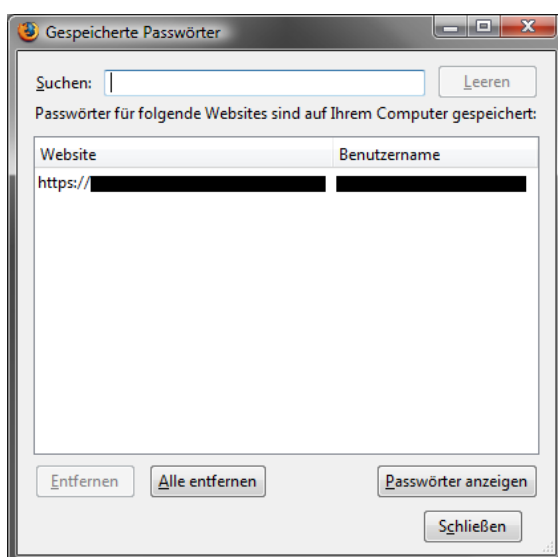 Gespeicherte Passwörter
Suchen: Leeren
Passwörter für folgende Websites sind auf Ihrem Computer gespeichert:
Website Benutzername
https://
Entfernen Alle entfernen Passwörter anzeigen
Schließen